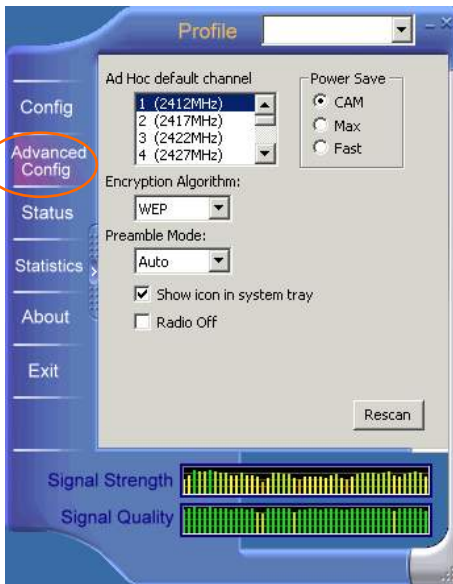 Profile
Config
Advanced
Config
Status
Statistics
About
Exit
Ad Hoc default channel
1 (2412MHz)
2 (2417MHz)
3 (2422MHz)
4 (2427MHz)
Power Save
CAM
Max
Fast
Encryption Algorithm:
WEP
Preamble Mode:
Auto
Show icon in system tray
Radio Off
Rescan
Signal Strength
Signal Quality